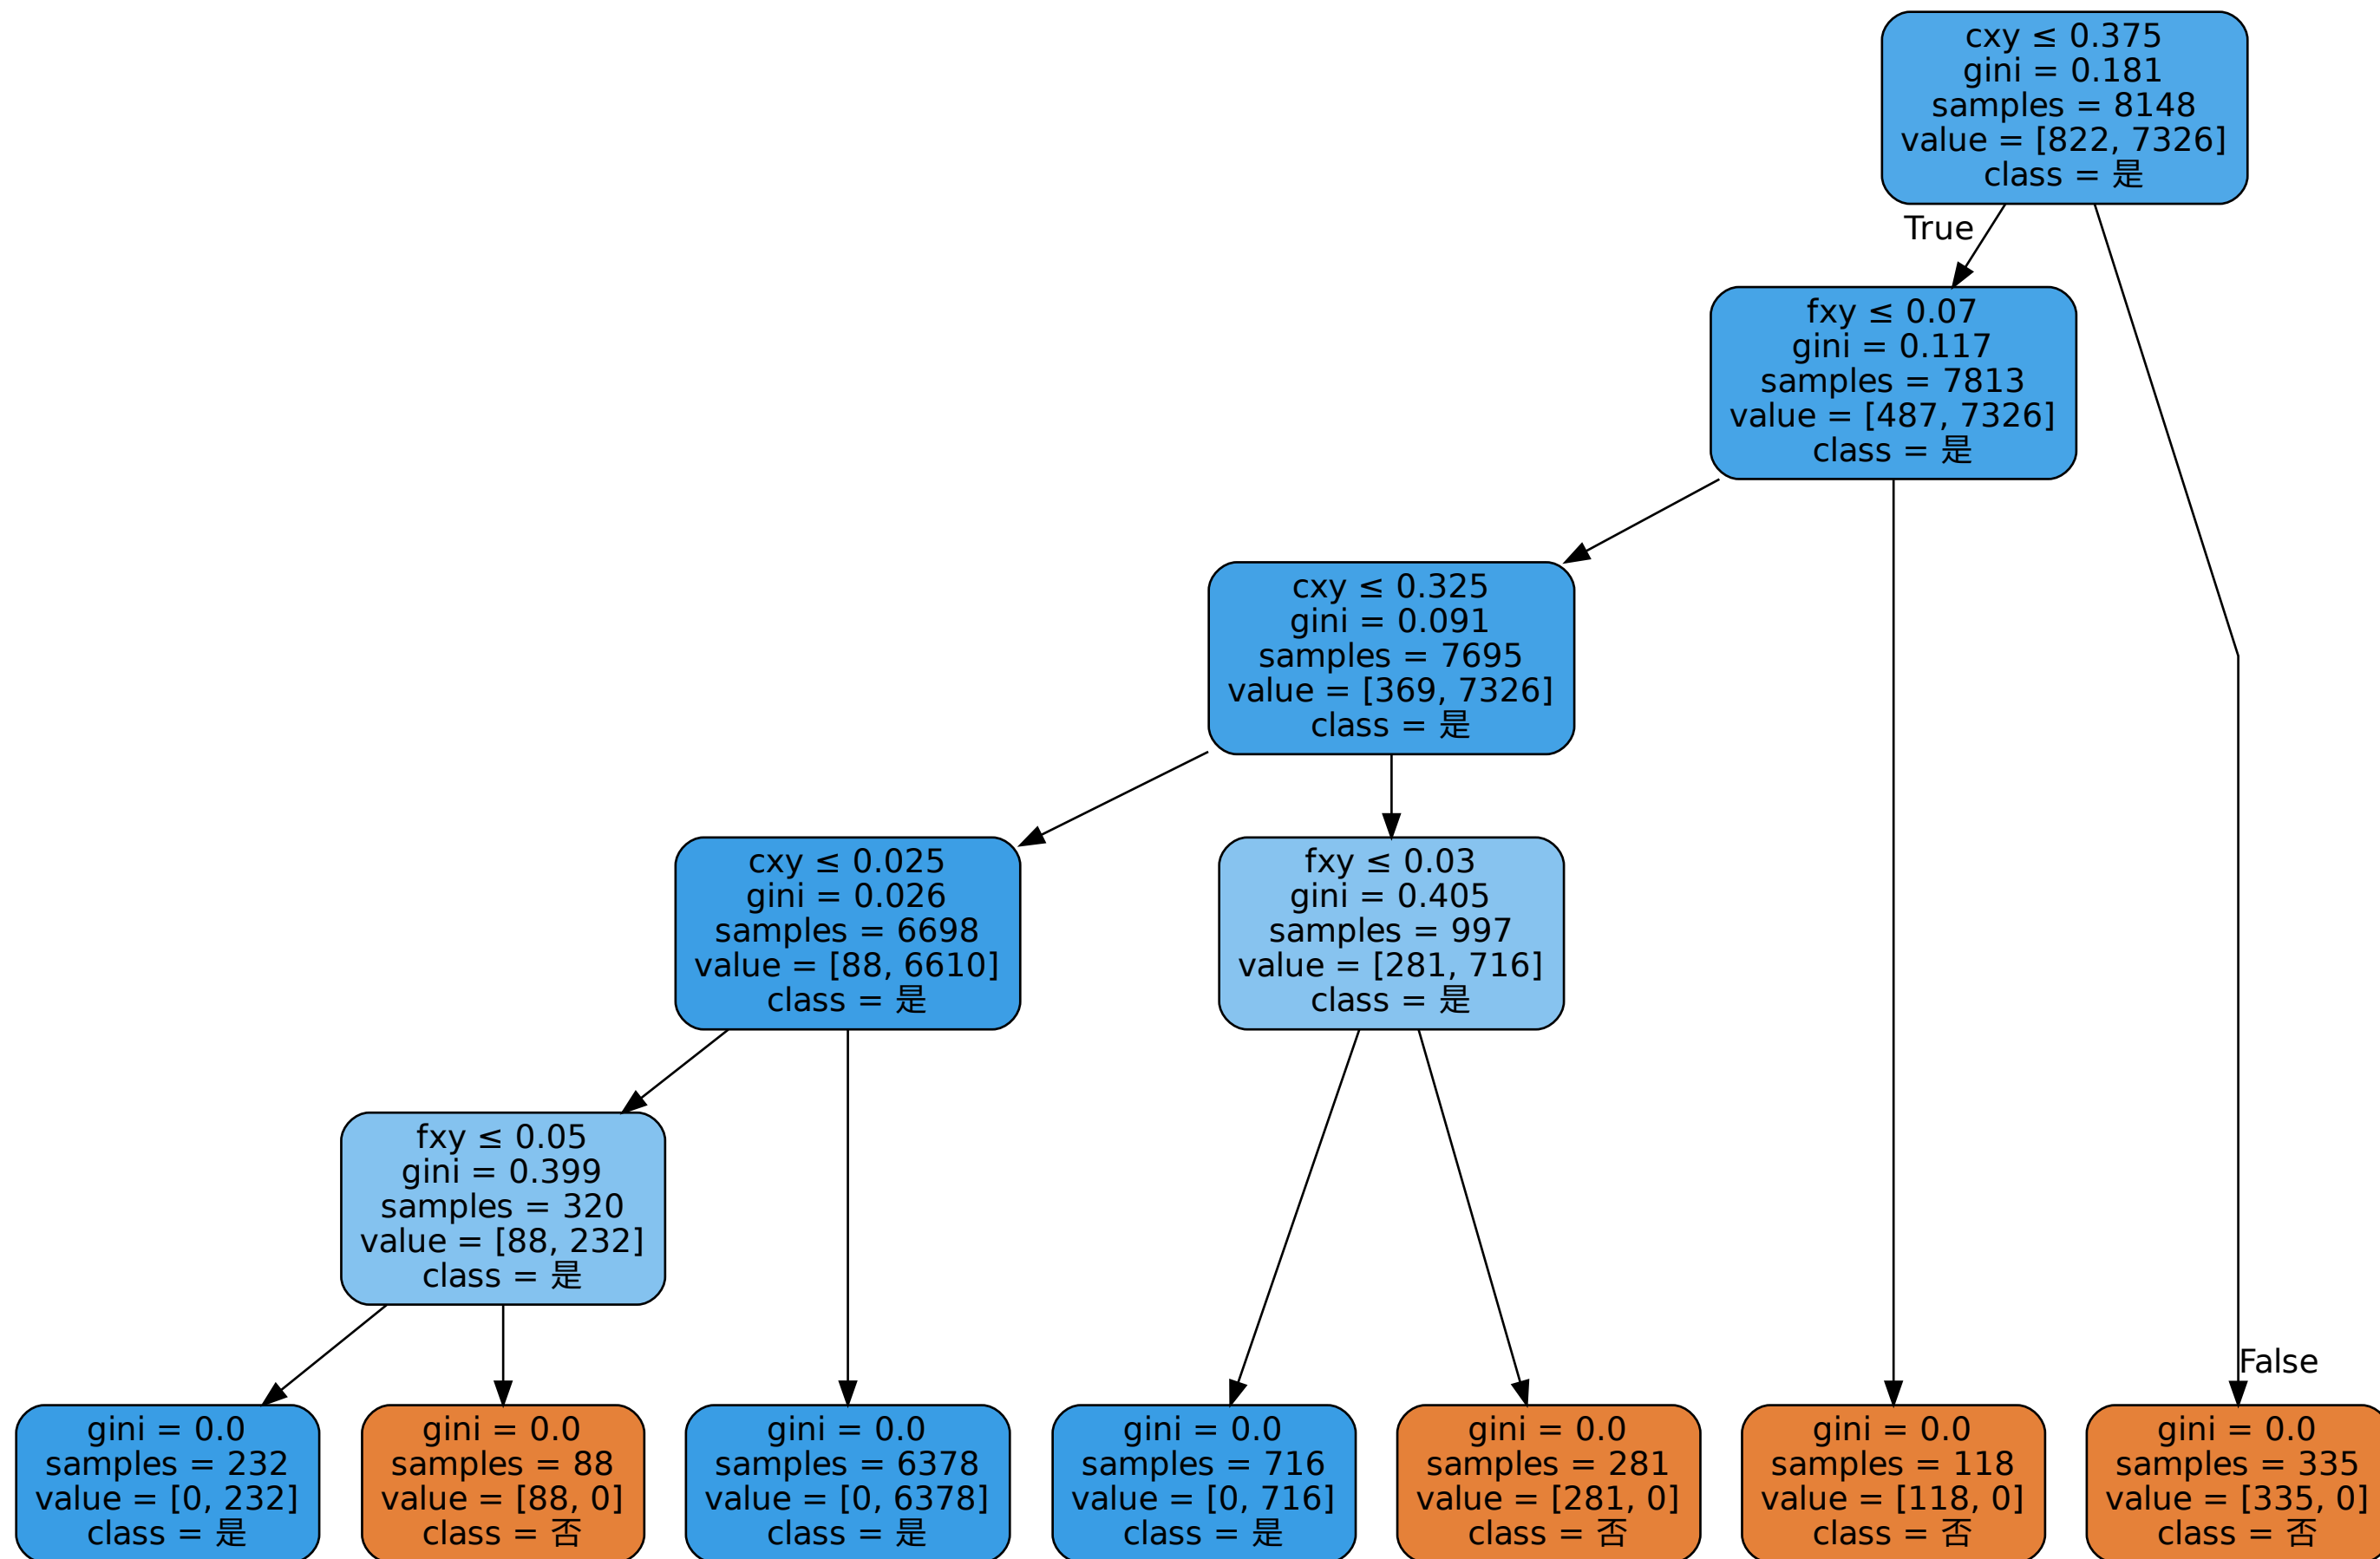 cxy ≤ 0.375
gini = 0.181
samples = 8148
value = [822, 7326]
class = 是
True
fxy ≤ 0.07
gini = 0.117
samples = 7813
value = [487, 7326]
class = 是
cxy ≤ 0.325
gini = 0.091
samples = 7695
value = [369, 7326]
class = 是
cxy ≤ 0.025
gini = 0.026
samples = 6698
value = [88, 6610]
class = 是
fxy ≤ 0.03
gini = 0.405
samples = 997
value = [281, 716]
class = 是
fxy ≤ 0.05
gini = 0.399
samples = 320
value = [88, 232]
class = 是
False
gini = 0.0
samples = 232
value = [0, 232]
class = 是
gini = 0.0
samples = 88
value = [88, 0]
class = 否
gini = 0.0
samples = 6378
value = [0, 6378]
class = 是
gini = 0.0
samples = 716
value = [0, 716]
class = 是
gini = 0.0
samples = 281
value = [281, 0]
class = 否
gini = 0.0
samples = 118
value = [118, 0]
class = 否
gini = 0.0
samples = 335
value = [335, 0]
class = 否